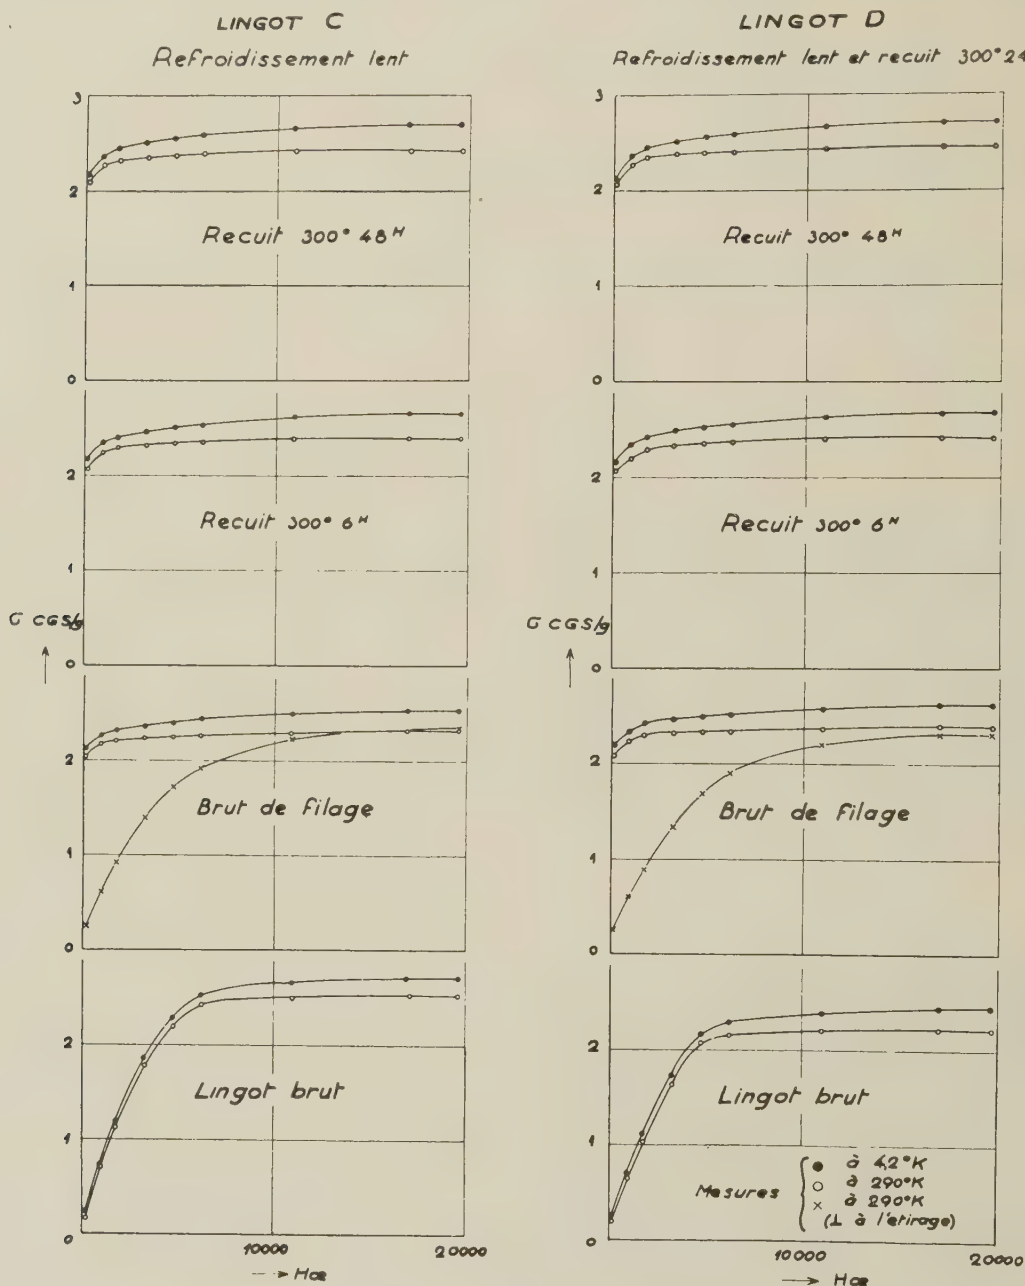 LINGOT C
Refroidissement lent
3
2
Recuit 300° 48H
1
0
2
Recuit 300° 6H
1
σ CGS/g
0
2
Brut de filage
1
0
2
Lingot brut
1
0
10000
20000
→ Hoe
LINGOT D
Refroidissement lent et recuit 300° 24
3
2
Recuit 300° 48H
1
0
2
Recuit 300° 6H
1
σ CGS/g
0
2
Brut de filage
1
0
2
Lingot brut
1
Mesures
● à 4,2°K
○ à 290°K
× à 290°K
(⊥ à l'etirage)
0
10000
20000
→ Hoe